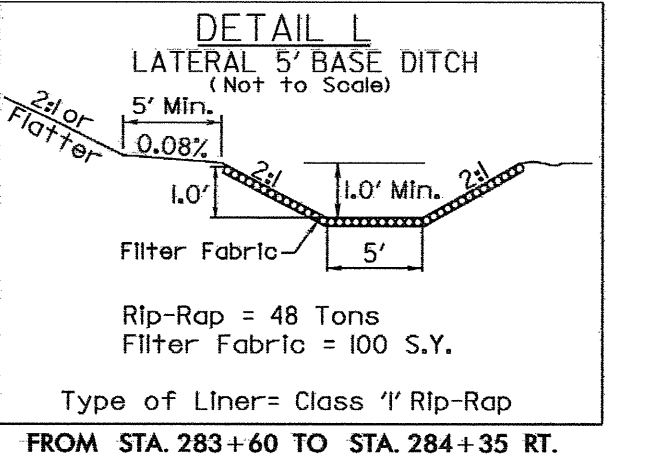 DETAIL L
LATERAL 5' BASE DITCH
(Not to Scale)
2:1 or
Flatter
5' Min.
0.08%
2:1
1.0'
1.0' Min.
2:1
Filter Fabric
5'
Rip-Rap = 48 Tons
Filter Fabric = 100 S.Y.
Type of Liner= Class 'I' Rip-Rap
FROM STA. 283+60 TO STA. 284+35 RT.